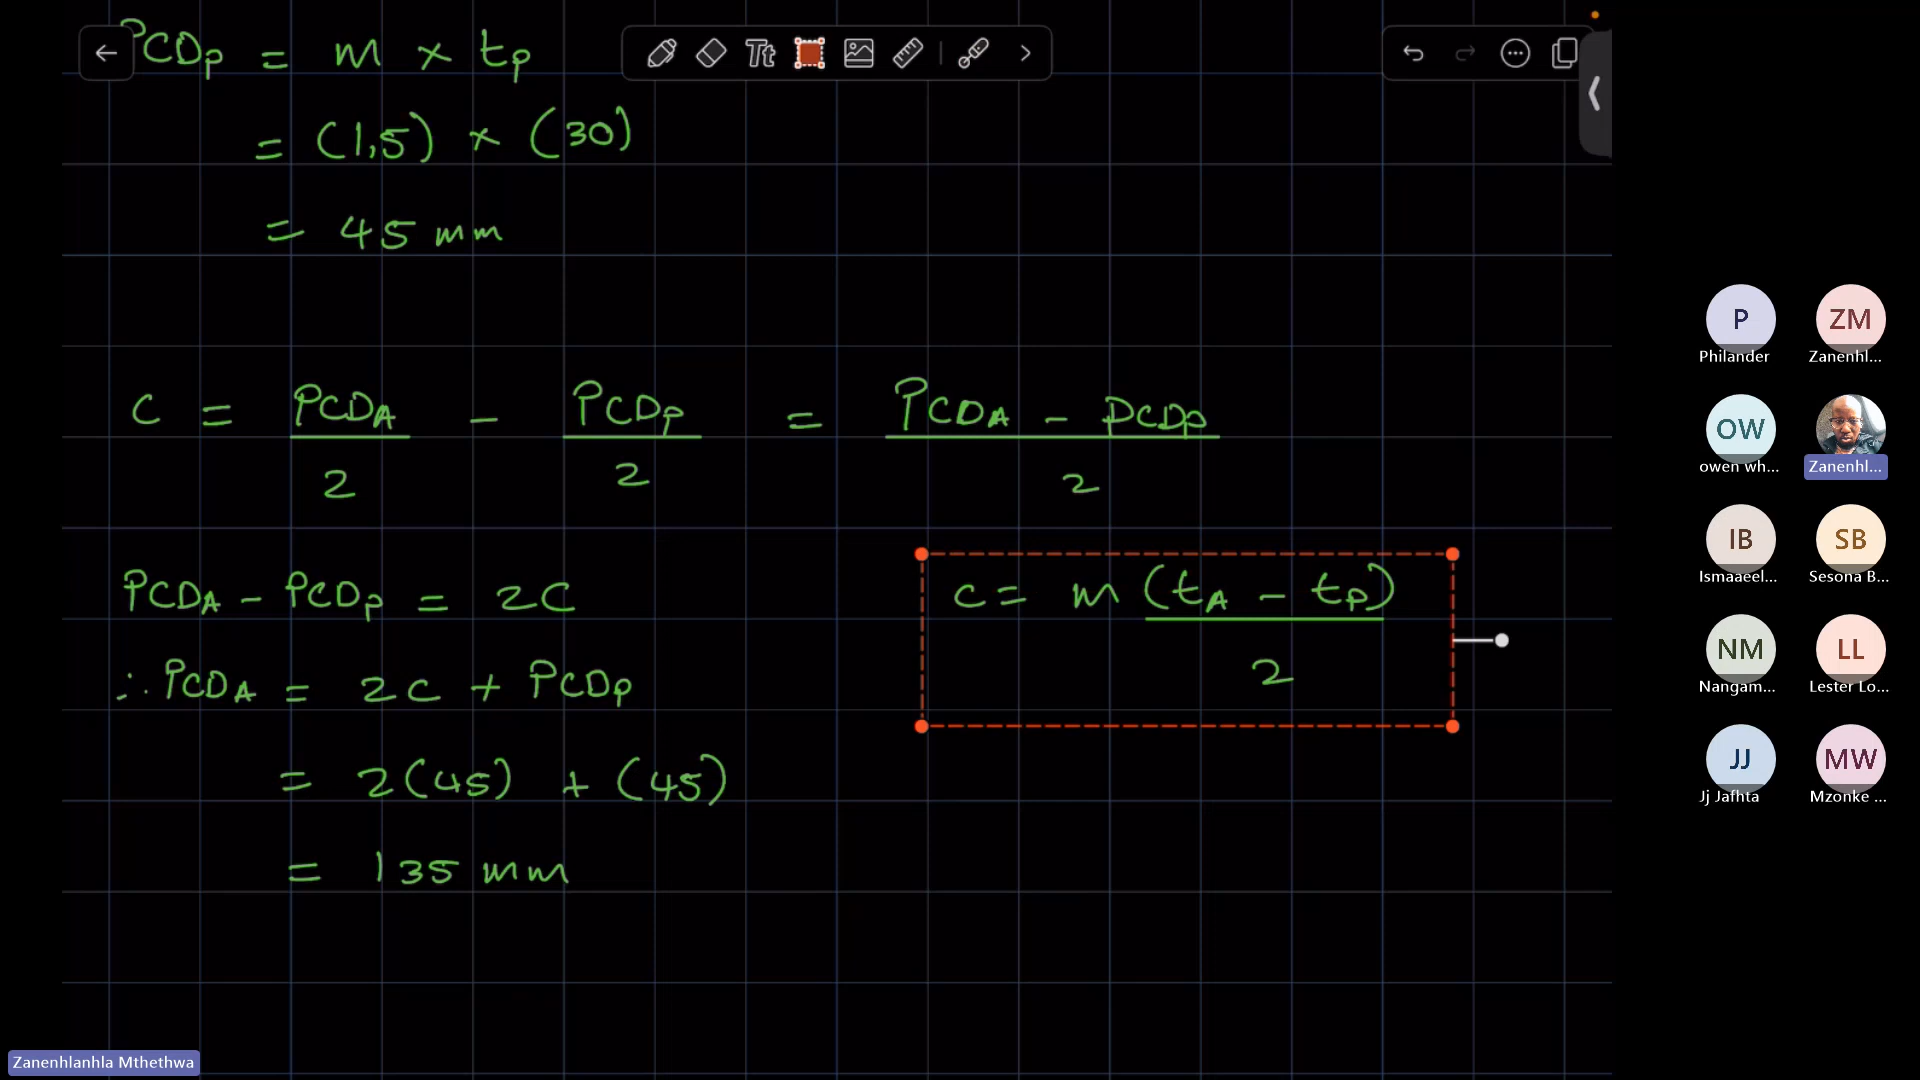 PCDp = m × tp
Tt
= (1,5) × (30)
= 45 mm
C = PCDA/2 - PCDp/2 = PCDA - PCDp/2
PCDA - PCDp = 2C
c = m (tA - tp)/2
∴ PCDA = 2C + PCDp
= 2(45) + (45)
= 135 mm
P
Philander
ZM
Zanenhl...
OW
owen wh...
Zanenhl...
IB
Ismaaeel...
SB
Sesona B...
NM
Nangam...
LL
Lester Lo...
JJ
Jj Jafhta
MW
Mzonke ...
Zanenhlanhla Mthethwa